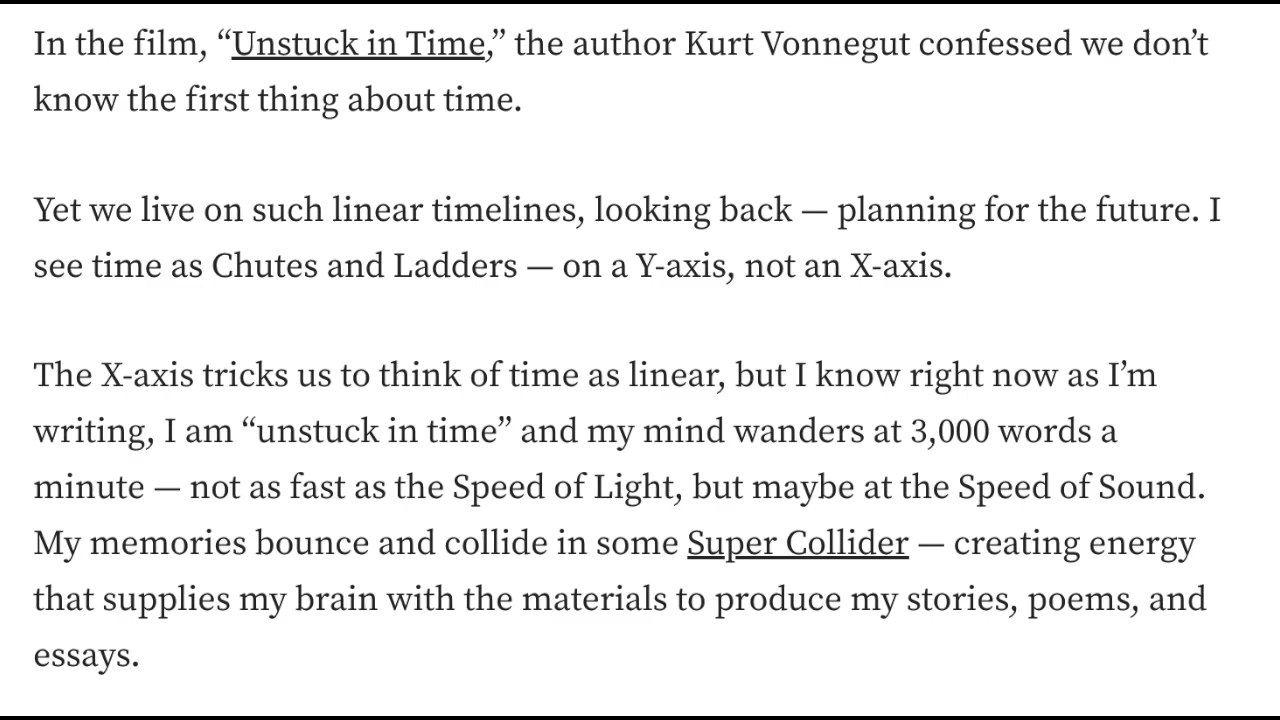 In the film, “Unstuck in Time,” the author Kurt Vonnegut confessed we don’t
know the first thing about time.
Yet we live on such linear timelines, looking back — planning for the future. I
see time as Chutes and Ladders — on a Y-axis, not an X-axis.
The X-axis tricks us to think of time as linear, but I know right now as I’m
writing, I am “unstuck in time” and my mind wanders at 3,000 words a
minute — not as fast as the Speed of Light, but maybe at the Speed of Sound.
My memories bounce and collide in some Super Collider — creating energy
that supplies my brain with the materials to produce my stories, poems, and
essays.